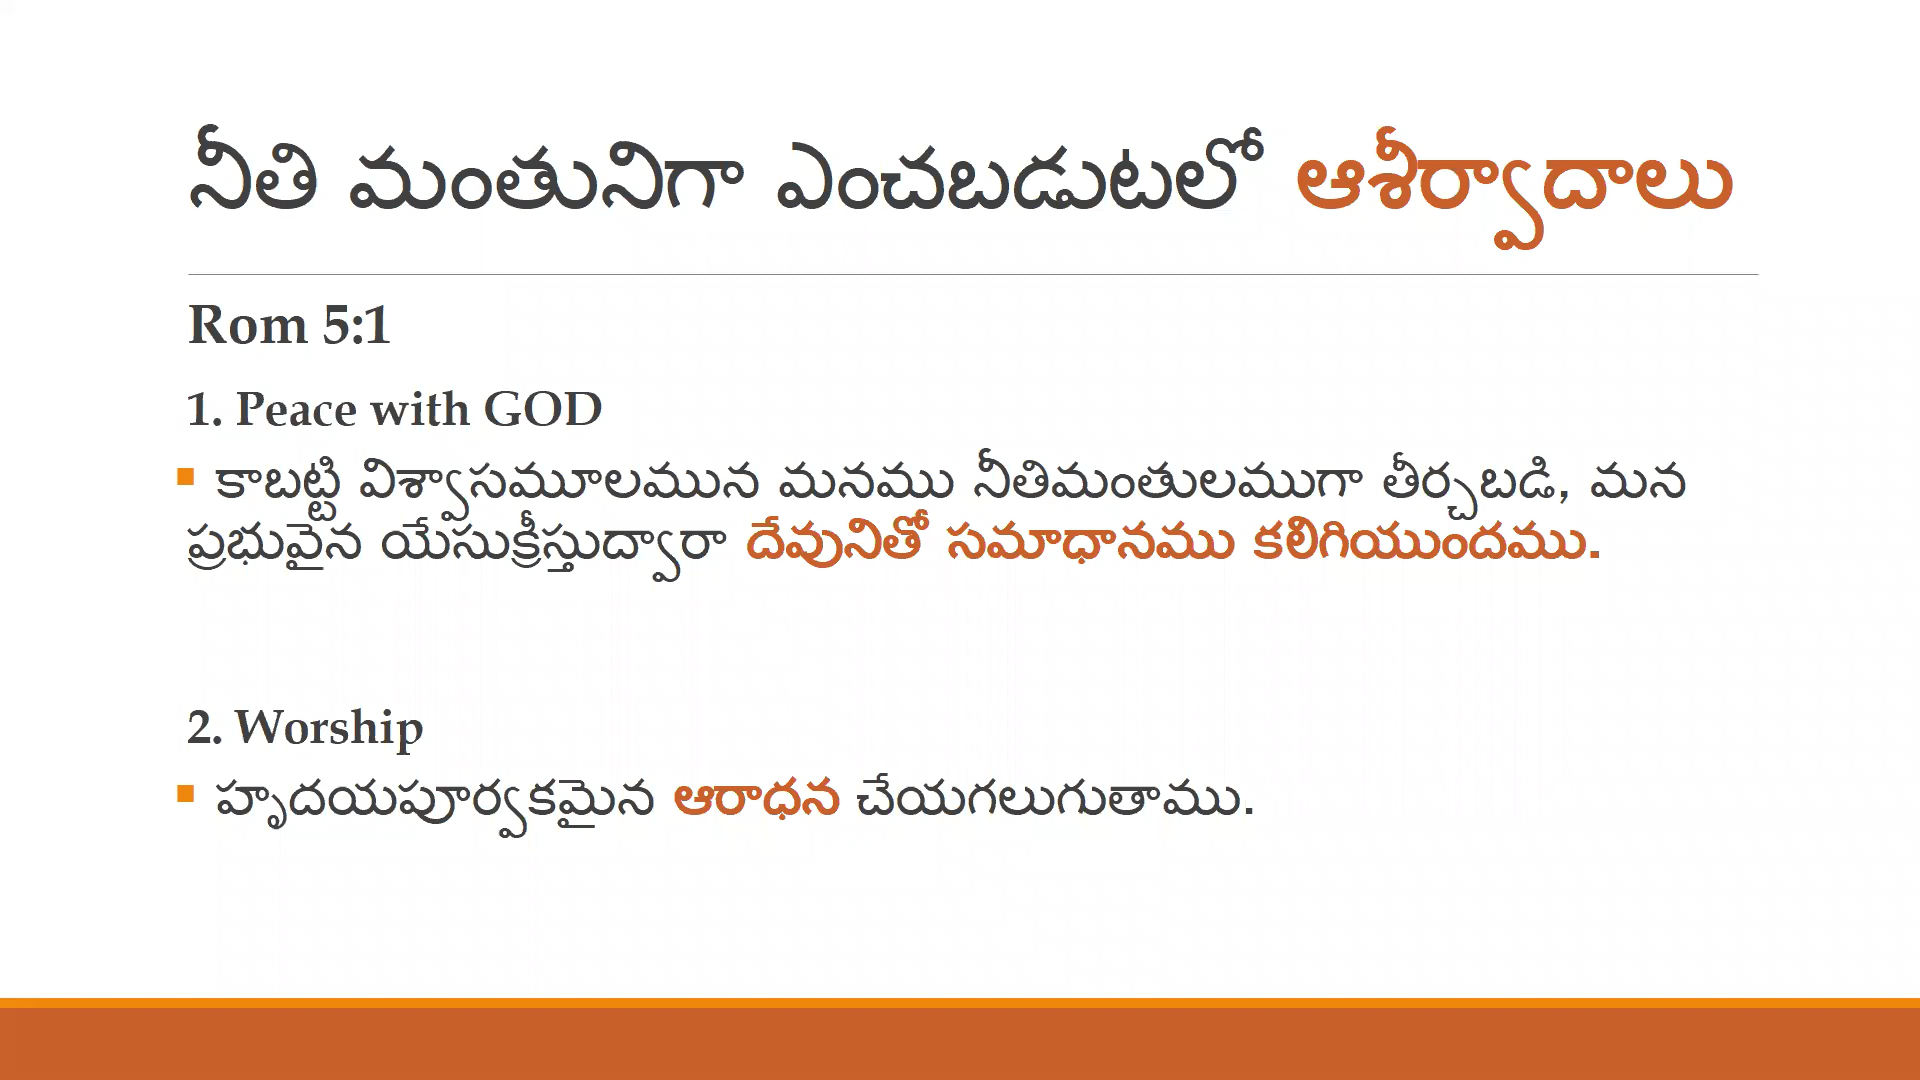 నీతి మంతునిగా ఎంచబడుటలో ఆశీర్వాదాలు
Rom 5:1
1. Peace with GOD
▪ కాబట్టి విశ్వాసమూలమున మనము నీతిమంతులముగా తీర్చబడి, మన
ప్రభువైన యేసుక్రీస్తుద్వారా దేవునితో సమాధానము కలిగియుందము.
2. Worship
▪ హృదయపూర్వకమైన ఆరాధన చేయగలుగుతాము.